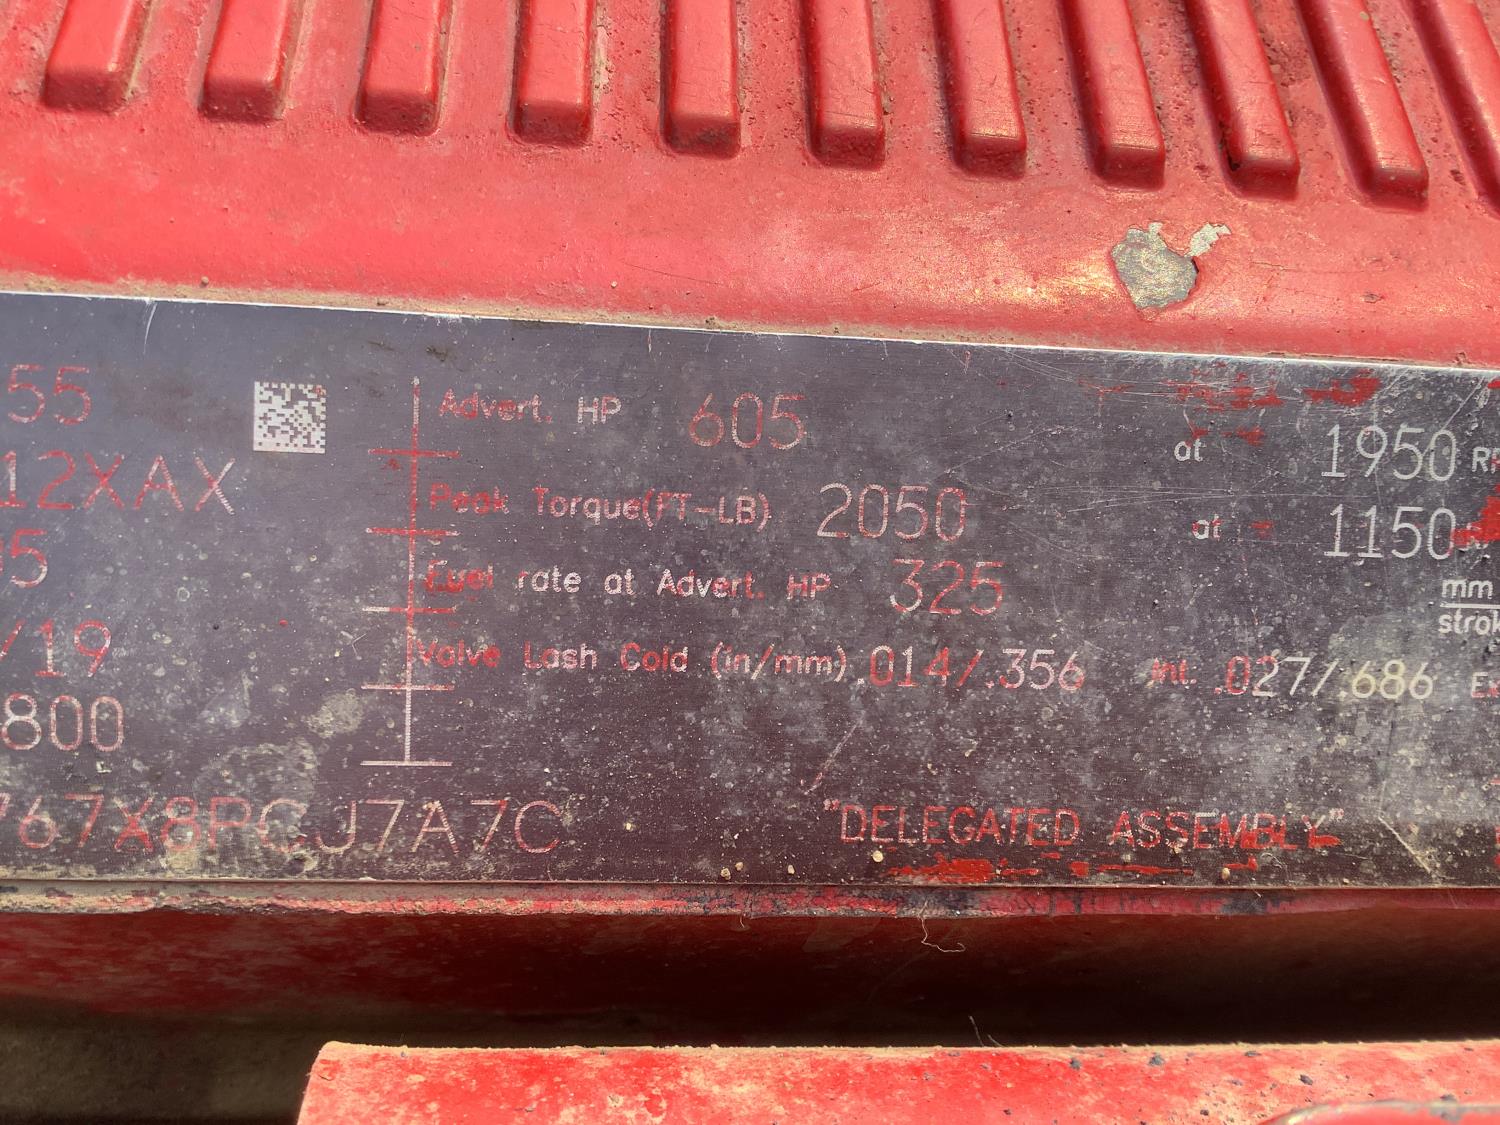 55
12XAX
95
/19
800
767X8PCJ7A7C
Advert. HP 605 at 1950
Peak Torque(FT-LB) 2050 at 1150
Fuel rate at Advert. HP 325 mm
Valve Lash Cold (in/mm) .014/.356 Int. .027/.686
"DELEGATED ASSEMBLY"